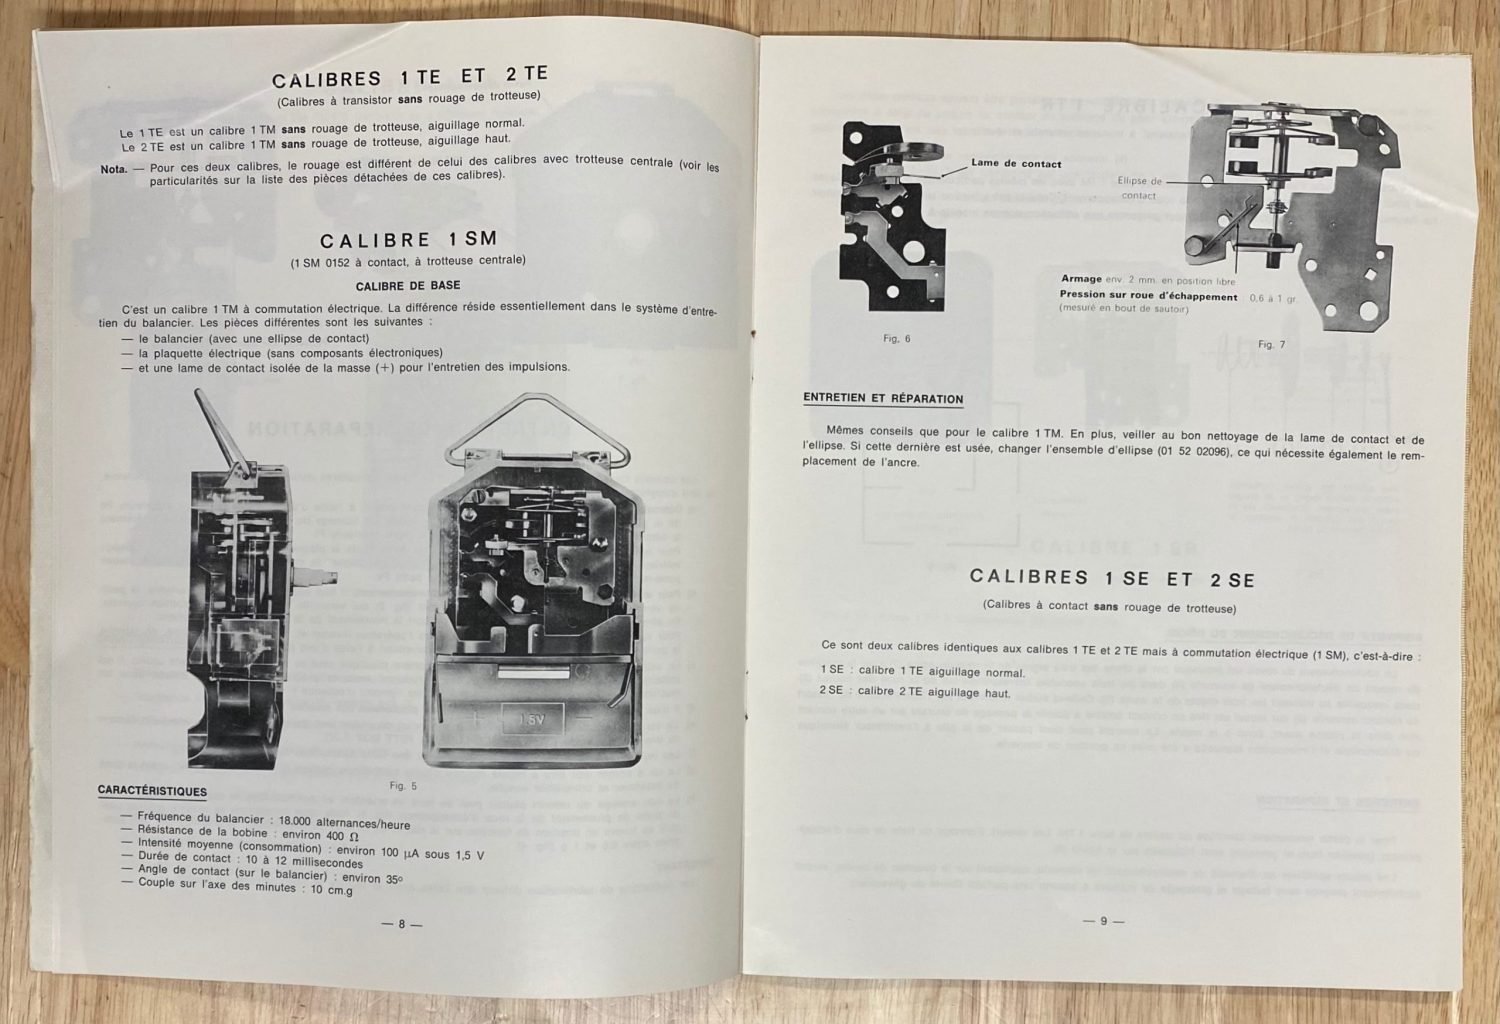 CALIBRES 1 TE ET 2 TE
(Calibres à transistor sans rouage de trotteuse)
Le 1 TE est un calibre 1 TM sans rouage de trotteuse, aiguillage normal.
Le 2 TE est un calibre 1 TM sans rouage de trotteuse, aiguillage haut.
Nota. — Pour ces deux calibres, le rouage est différent de celui des calibres avec trotteuse centrale (voir les
particularités sur la liste des pièces détachées de ces calibres).
CALIBRE 1 SM
(1 SM 0152 à contact, à trotteuse centrale)
CALIBRE DE BASE
C'est un calibre 1 TM à commutation électrique. La différence réside essentiellement dans le système d'entre-
tien du balancier. Les pièces différentes sont les suivantes :
— le balancier (avec une ellipse de contact)
— la plaquette électrique (sans composants électroniques)
— et une lame de contact isolée de la masse (+) pour l'entretien des impulsions.
+ 1,5V —
Fig. 5
CARACTÉRISTIQUES
— Fréquence du balancier : 18.000 alternances/heure
— Résistance de la bobine : environ 400 Ω
— Intensité moyenne (consommation) : environ 100 µA sous 1,5 V
— Durée de contact : 10 à 12 millisecondes
— Angle de contact (sur le balancier) : environ 35º
— Couple sur l'axe des minutes : 10 cm.g
— 8 —
Lame de contact
Fig. 6
Ellipse de
contact
Armage env. 2 mm. en position libre
Pression sur roue d'échappement : 0,6 à 1 gr.
(mesuré en bout de sautoir)
Fig. 7
ENTRETIEN ET RÉPARATION
Mêmes conseils que pour le calibre 1 TM. En plus, veiller au bon nettoyage de la lame de contact et de
l'ellipse. Si cette dernière est usée, changer l'ensemble d'ellipse (01 52 02096), ce qui nécessite également le rem-
placement de l'ancre.
CALIBRES 1 SE ET 2 SE
(Calibres à contact sans rouage de trotteuse)
Ce sont deux calibres identiques aux calibres 1 TE et 2 TE mais à commutation électrique (1 SM), c'est-à-dire :
1 SE : calibre 1 TE aiguillage normal.
2 SE : calibre 2 TE aiguillage haut.
— 9 —